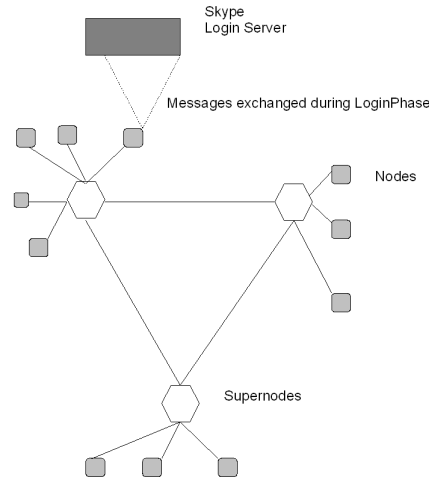 Skype
Login Server
Messages exchanged during LoginPhase
Nodes
Supernodes